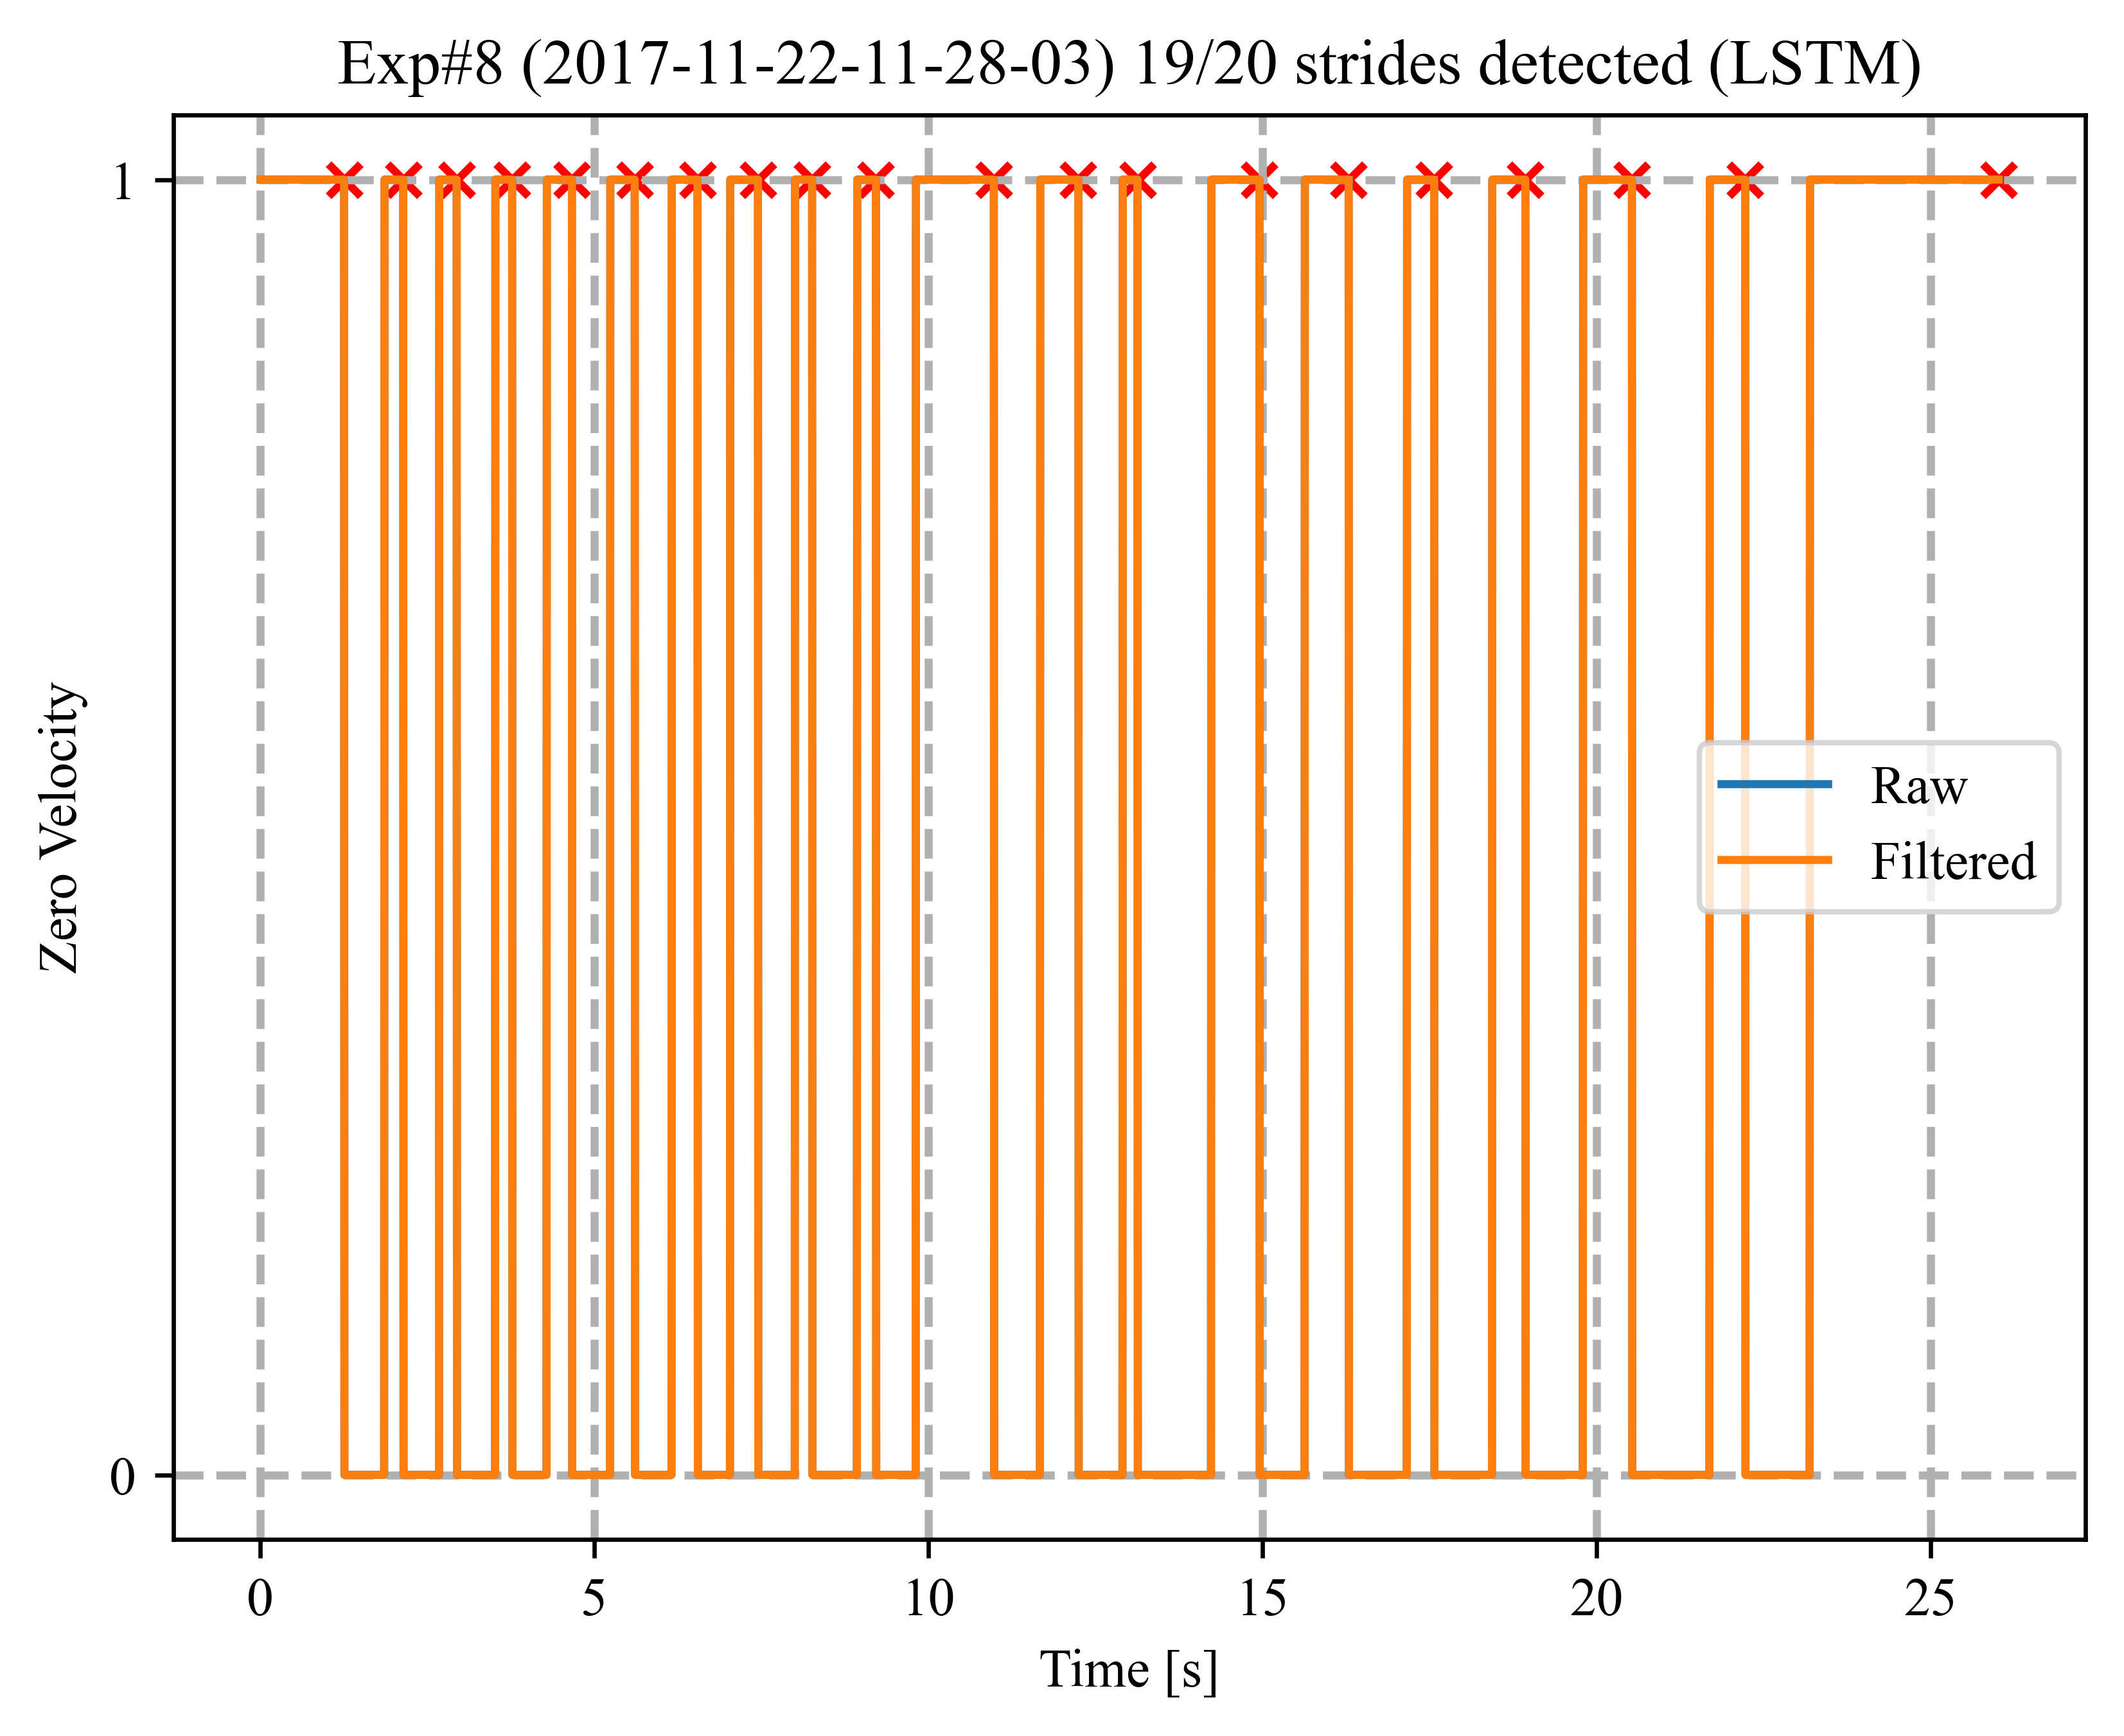 Exp#8 (2017-11-22-11-28-03) 19/20 strides detected (LSTM)
1
Zero Velocity
Raw
Filtered
0
0 5 10 15 20 25
Time [s]